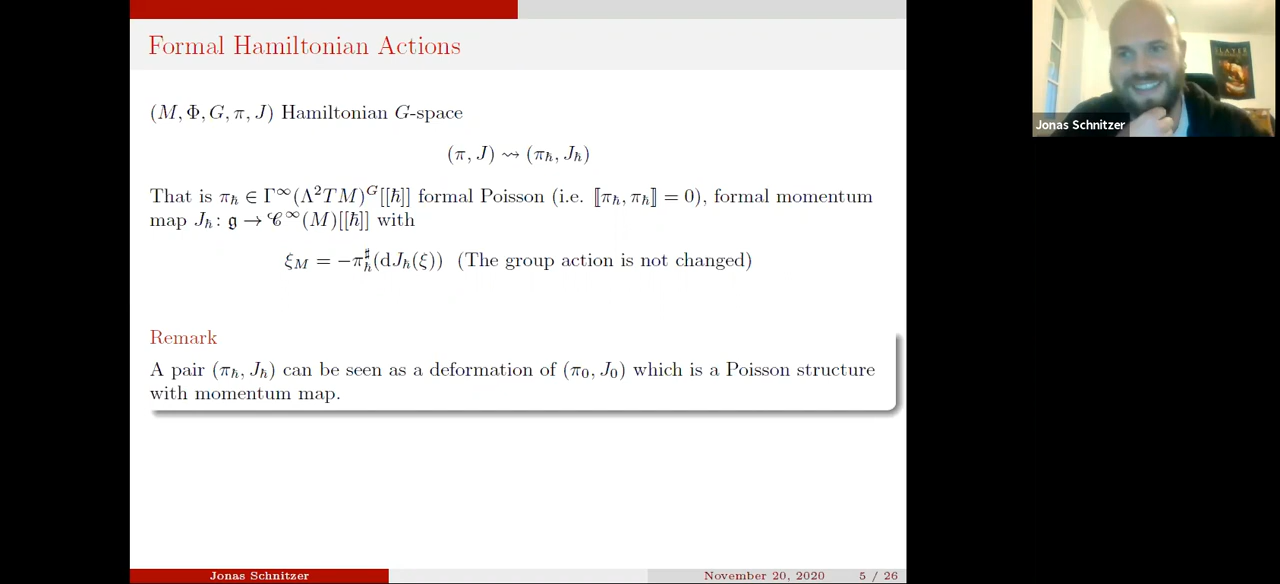 Formal Hamiltonian Actions
(M, Φ, G, π, J) Hamiltonian G-space
(π, J) ⇝ (πℏ, Jℏ)
That is πℏ ∈ Γ∞(Λ²TM)ᴳ[[ℏ]] formal Poisson (i.e. ⟦πℏ, πℏ⟧ = 0), formal momentum
map Jℏ: 𝔤 → 𝒞∞(M)[[ℏ]] with
ξM = −πℏ♯(dJℏ(ξ)) (The group action is not changed)
Remark
A pair (πℏ, Jℏ) can be seen as a deformation of (π₀, J₀) which is a Poisson structure
with momentum map.
Jonas Schnitzer
November 20, 2020
5 / 26
Jonas Schnitzer
SLAYER